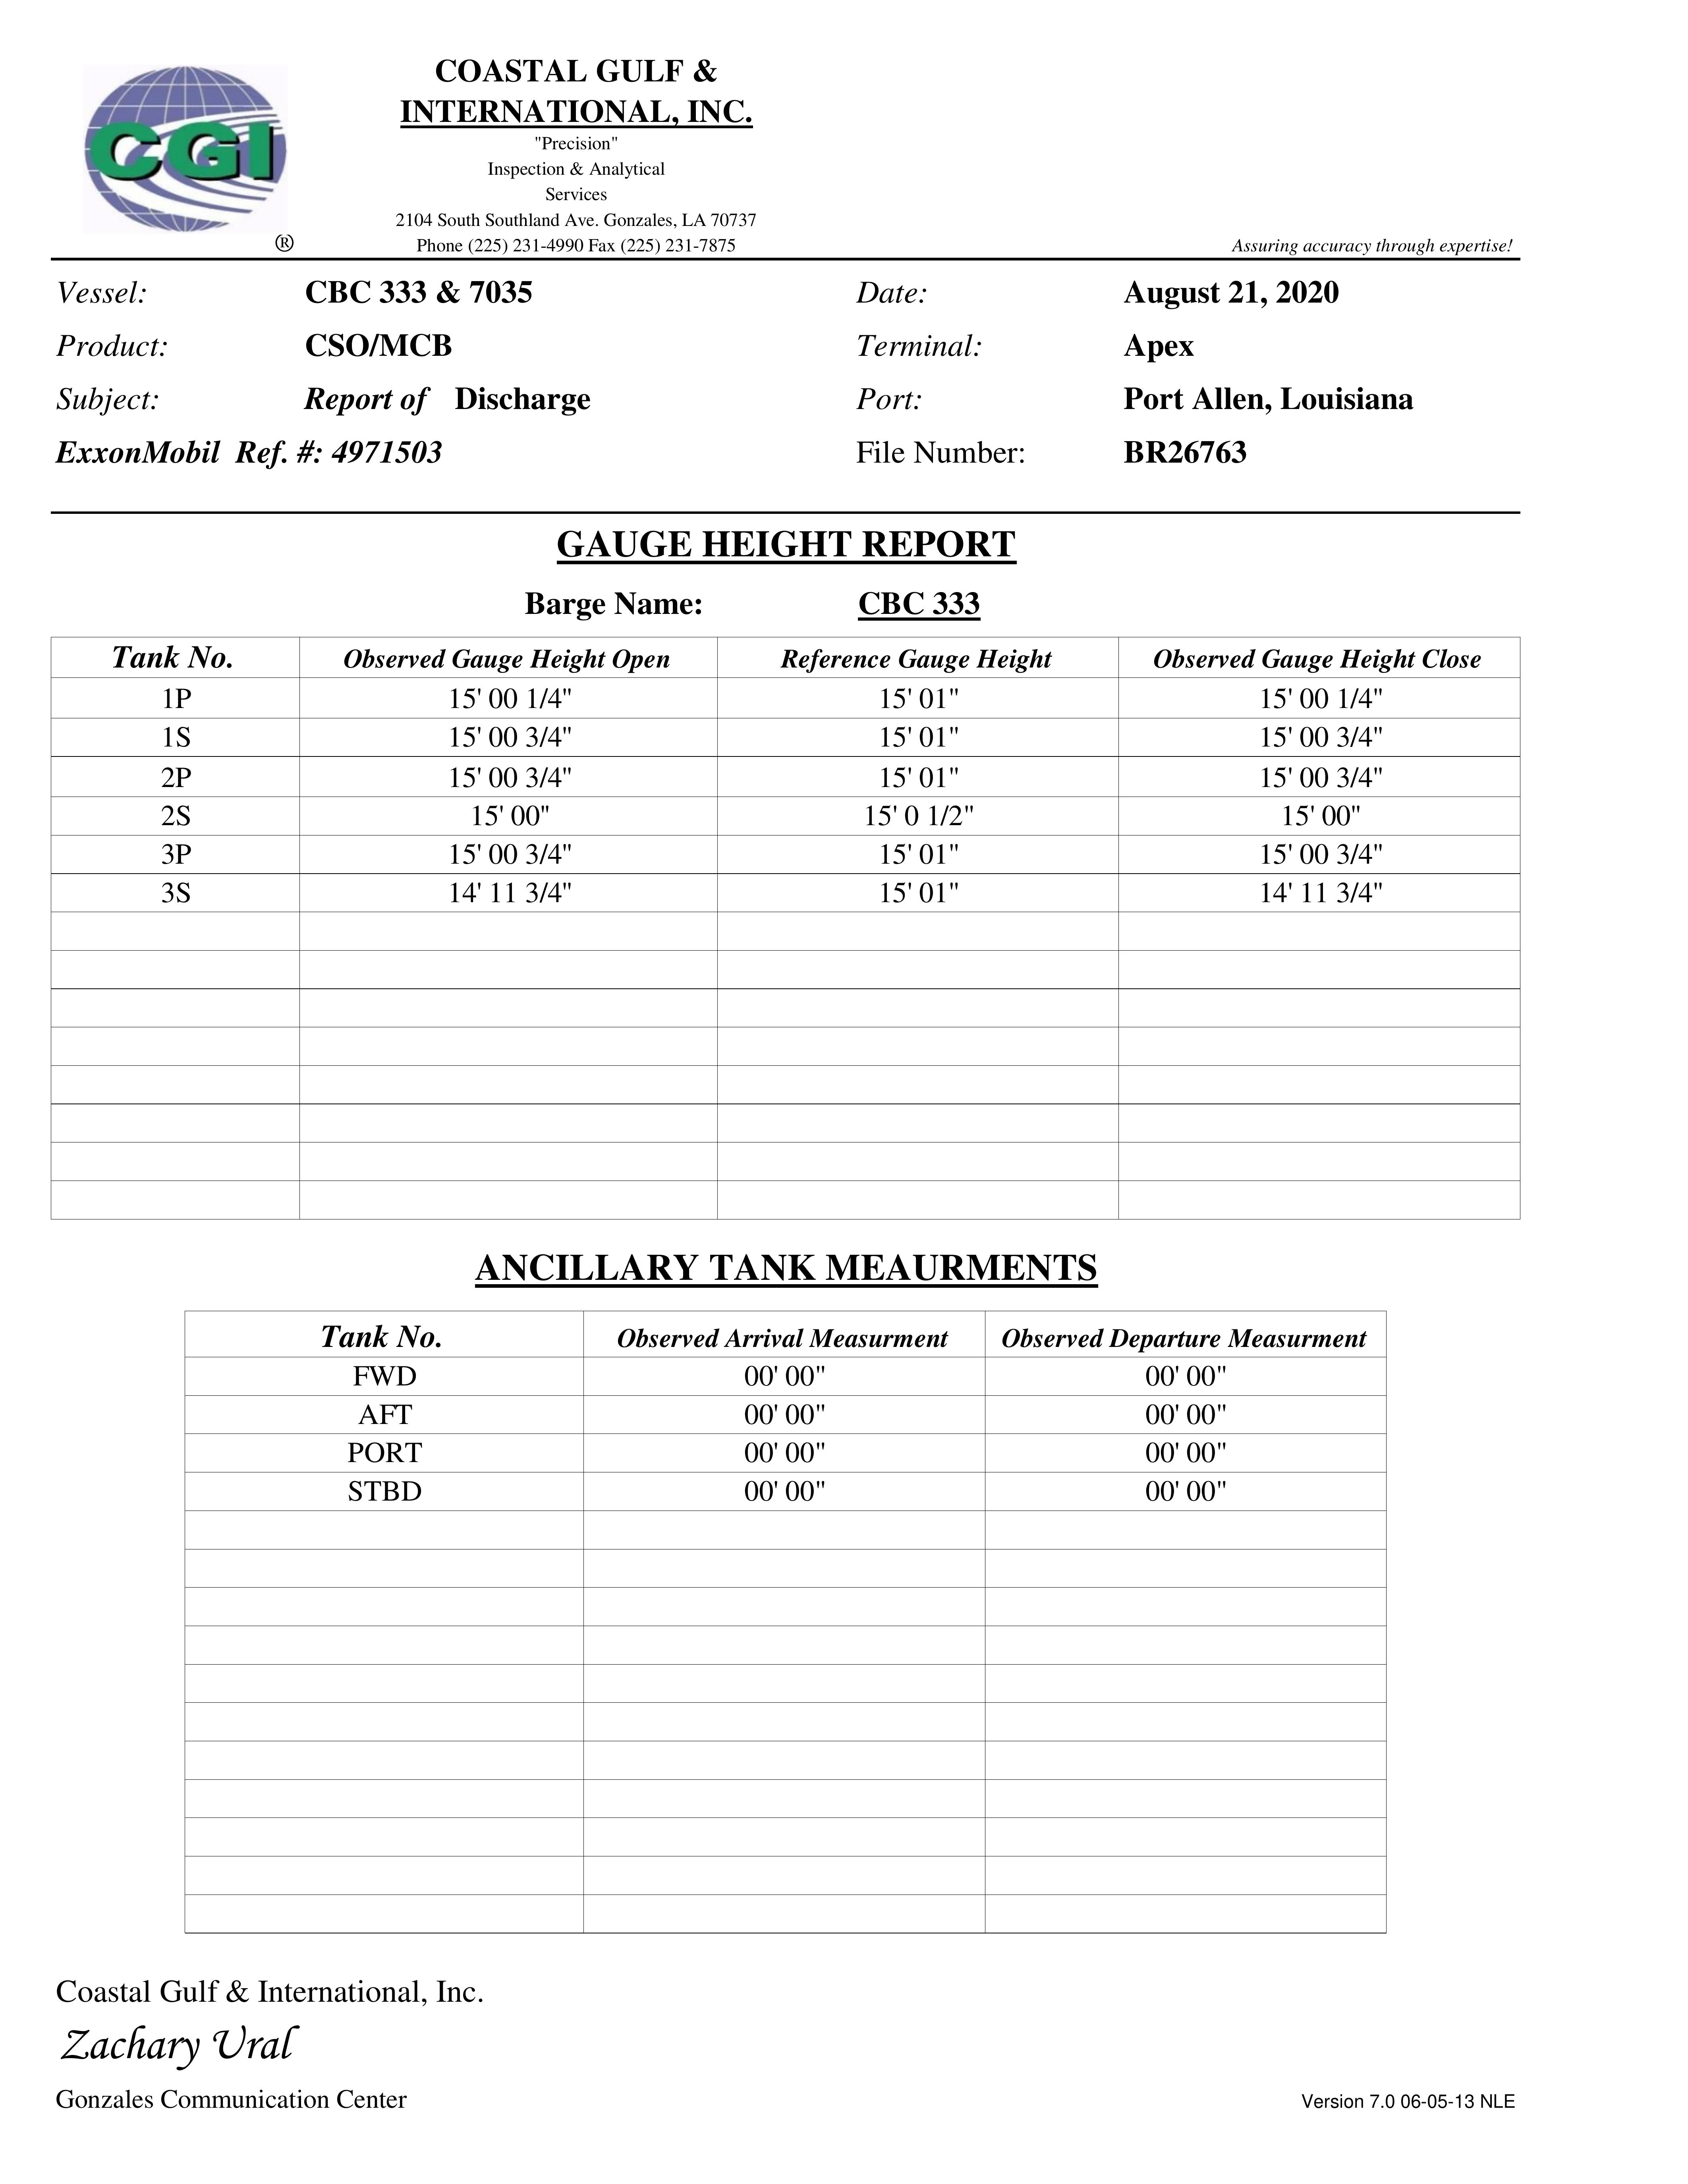 CGI
®
COASTAL GULF &
INTERNATIONAL, INC.
"Precision"
Inspection & Analytical
Services
2104 South Southland Ave. Gonzales, LA 70737
Phone (225) 231-4990 Fax (225) 231-7875
Assuring accuracy through expertise!
Vessel: CBC 333 & 7035 Date: August 21, 2020
Product: CSO/MCB Terminal: Apex
Subject: Report of Discharge Port: Port Allen, Louisiana
ExxonMobil Ref. #: 4971503 File Number: BR26763
GAUGE HEIGHT REPORT
Barge Name: CBC 333
Tank No. Observed Gauge Height Open Reference Gauge Height Observed Gauge Height Close
1P 15' 00 1/4" 15' 01" 15' 00 1/4"
1S 15' 00 3/4" 15' 01" 15' 00 3/4"
2P 15' 00 3/4" 15' 01" 15' 00 3/4"
2S 15' 00" 15' 0 1/2" 15' 00"
3P 15' 00 3/4" 15' 01" 15' 00 3/4"
3S 14' 11 3/4" 15' 01" 14' 11 3/4"
ANCILLARY TANK MEAURMENTS
Tank No. Observed Arrival Measurment Observed Departure Measurment
FWD 00' 00" 00' 00"
AFT 00' 00" 00' 00"
PORT 00' 00" 00' 00"
STBD 00' 00" 00' 00"
Coastal Gulf & International, Inc.
Zachary Ural
Gonzales Communication Center
Version 7.0 06-05-13 NLE